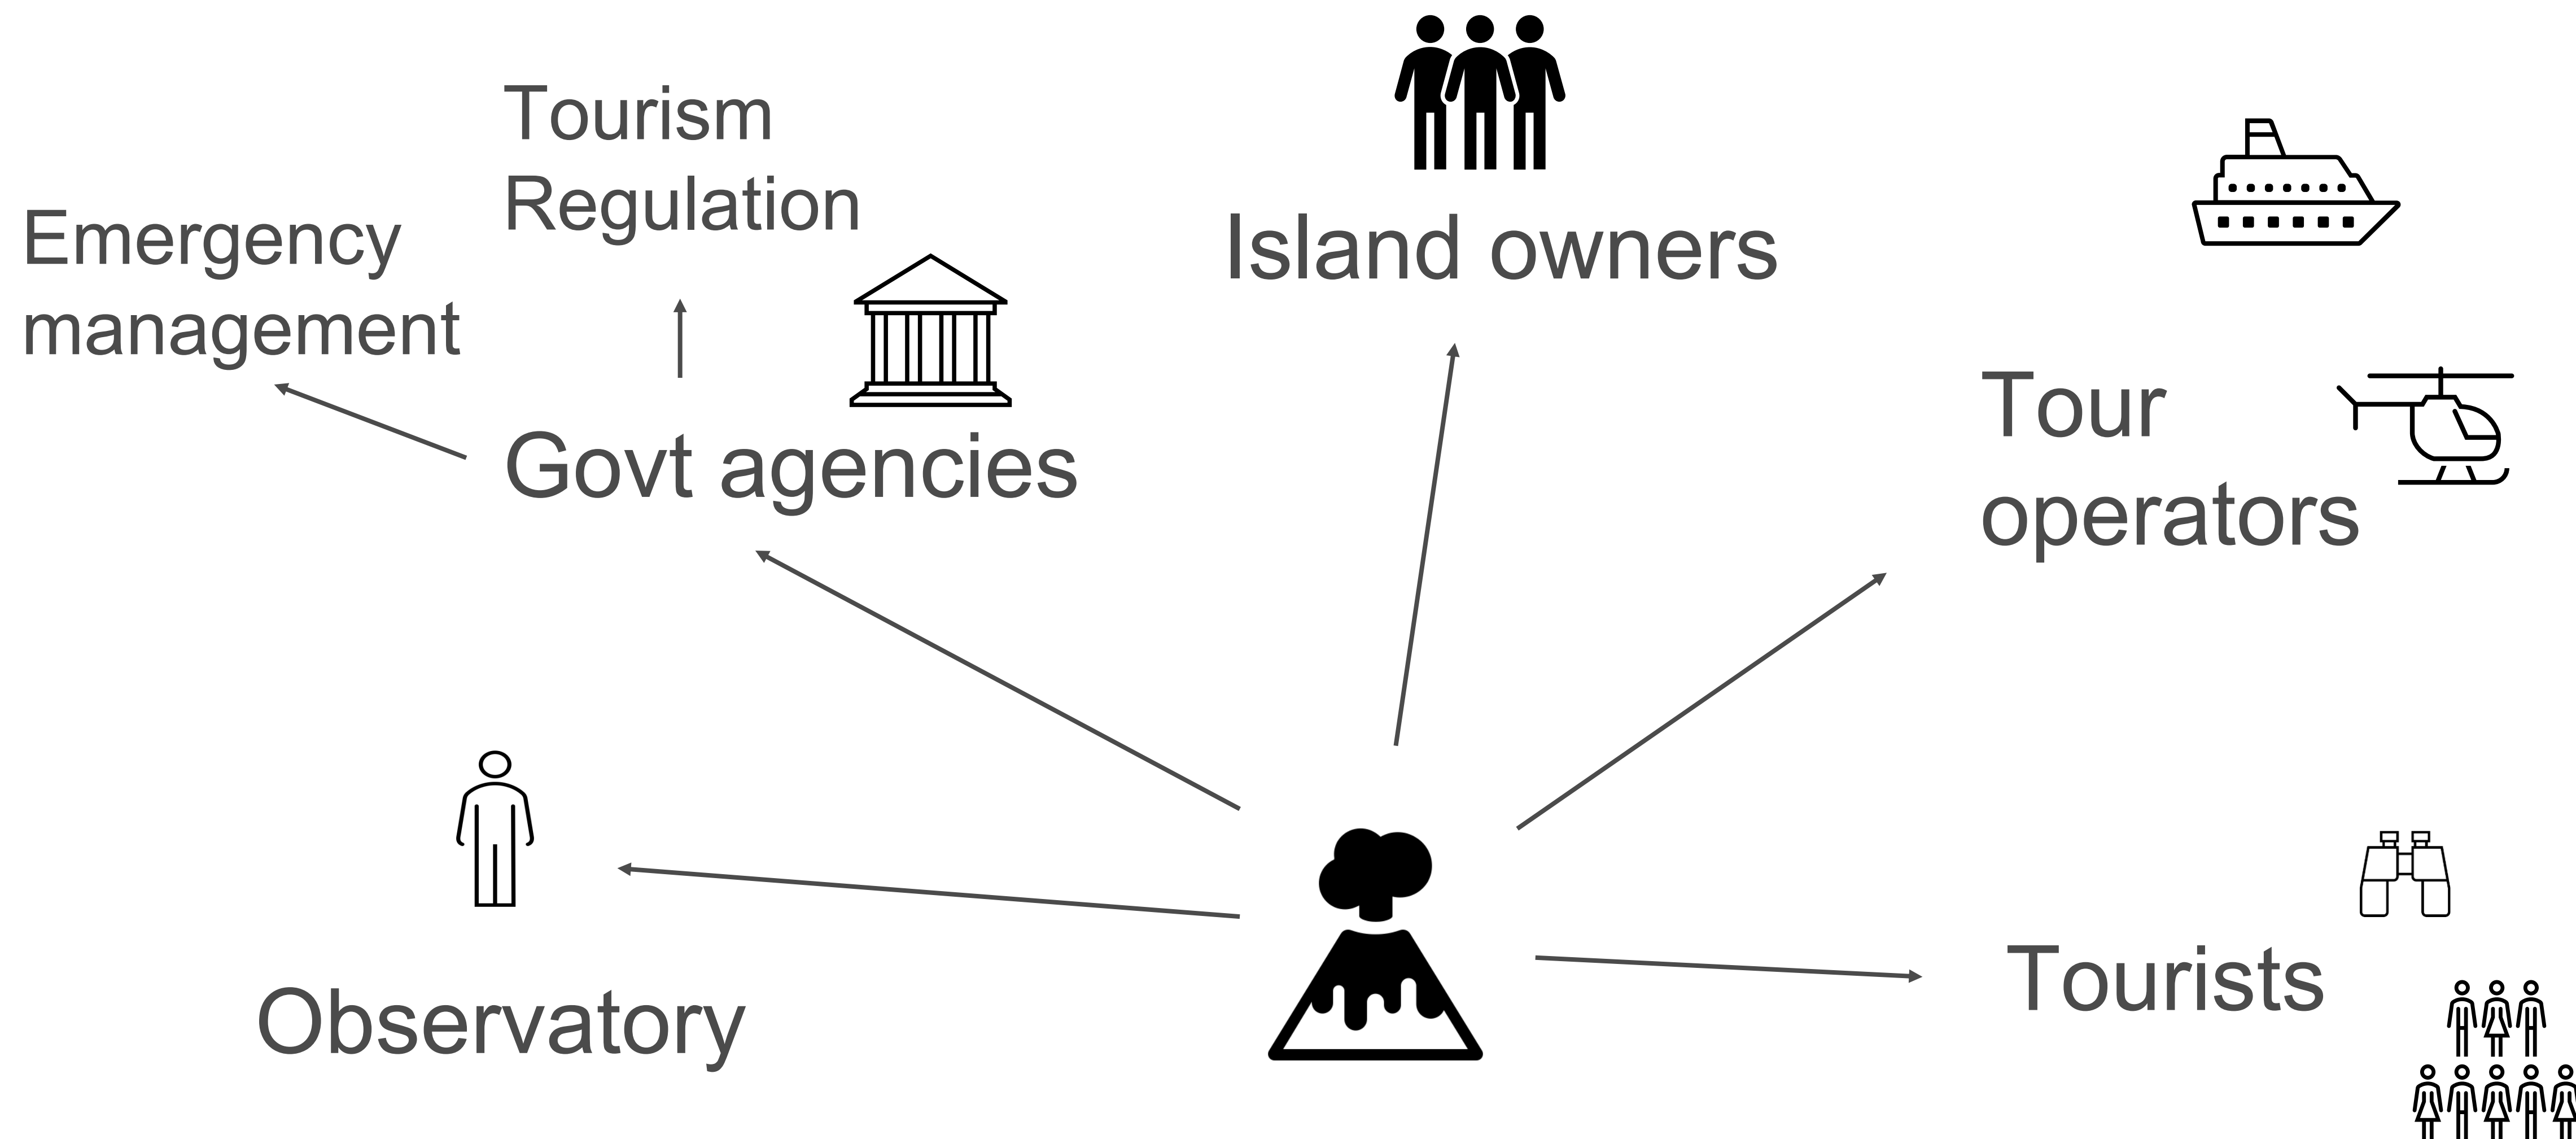 Tourism
Regulation
Emergency
management
Govt agencies
Island owners
Tour
operators
Observatory
Tourists